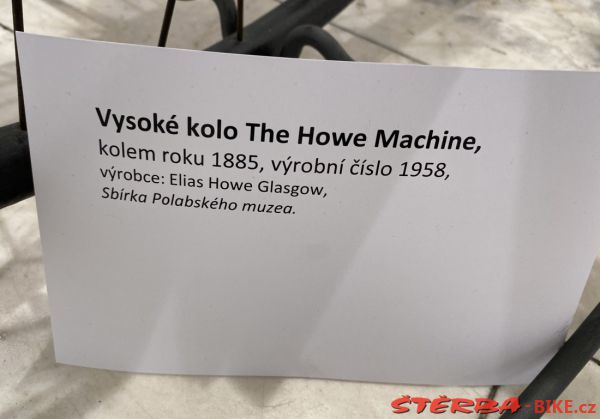 Vysoké kolo The Howe Machine,
kolem roku 1885, výrobní číslo 1958,
výrobce: Elias Howe Glasgow,
Sbírka Polabského muzea.
STĚRBA-BIKE.cz